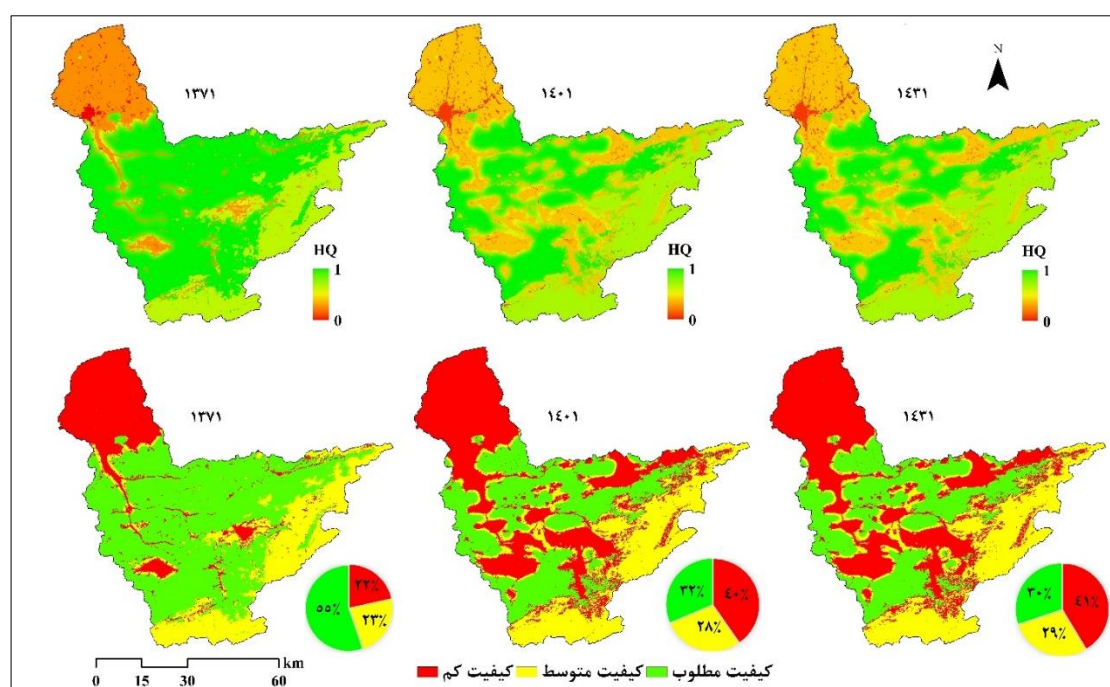 N
۱۳۷۱
۱۴۰۱
۱۴۳۱
HQ
1
0
HQ
1
0
HQ
1
0
۱۳۷۱
۱۴۰۱
۱۴۳۱
۲۲٪
۲۳٪
۵۵٪
۴۰٪
۲۸٪
۳۲٪
۴۱٪
۲۹٪
۳۰٪
km
0 15 30 60
کیفیت کم
کیفیت متوسط
کیفیت مطلوب